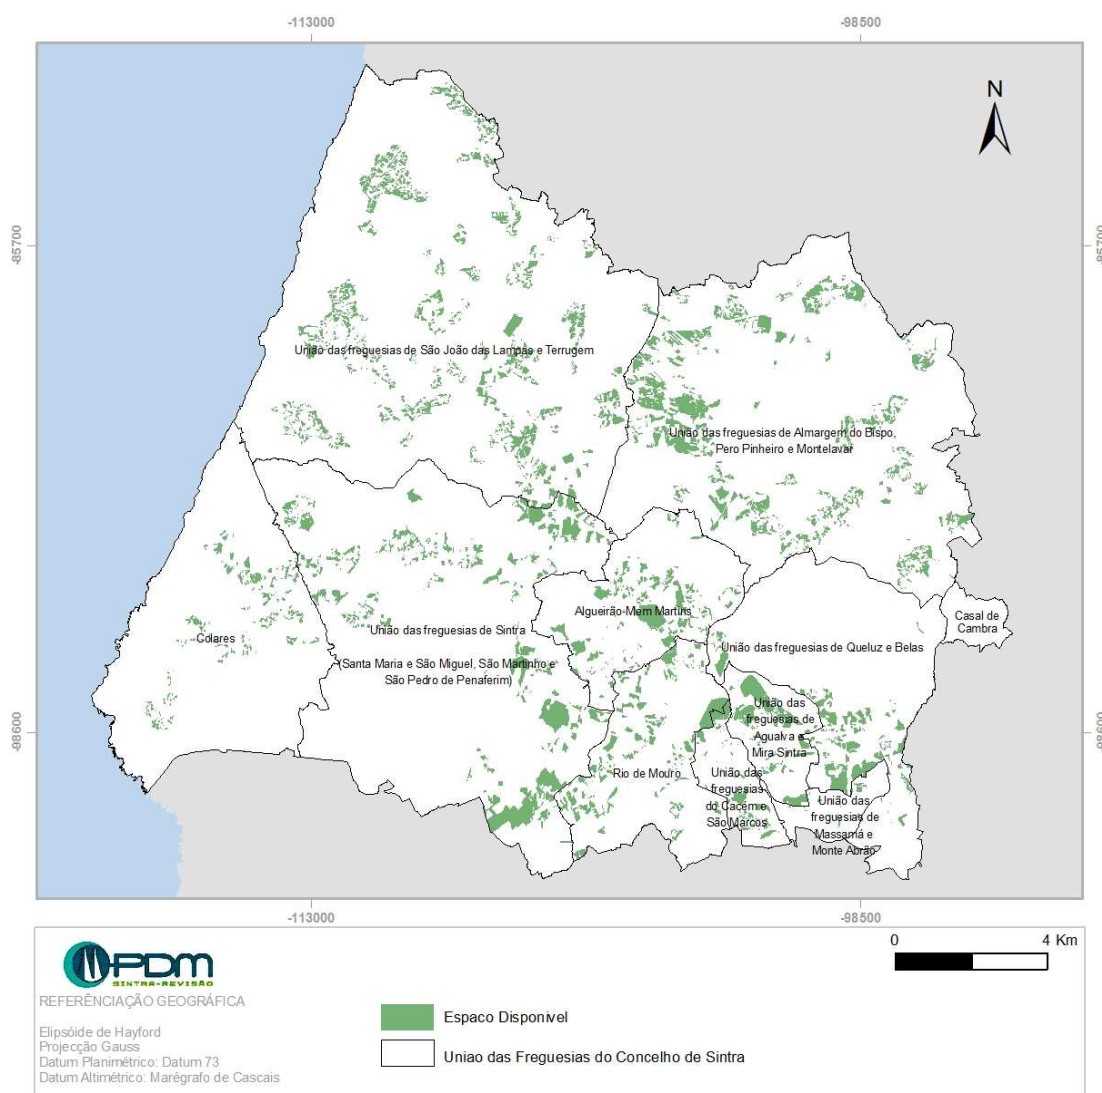 -113000
-98500
N
-85700
-85700
União das freguesias de São João das Lampas e Terrugem
União das freguesias de Almargem do Bispo,
Pero Pinheiro e Montelavar
Algueirão-Mem Martins
Casal de
Cambra
Colares
União das freguesias de Sintra
(Santa Maria e São Miguel, São Martinho e
São Pedro de Penaferim)
União das freguesias de Queluz e Belas
União das
freguesias de
Agualva e
Mira Sintra
-98600
-98600
Rio de Mouro
União das
freguesias
do Cacém e
São Marcos
União das
freguesias de
Massamá e
Monte Abraão
-113000
-98500
PDM
SINTRA-REVISÃO
REFERÊNCIAÇÃO GEOGRÁFICA
Elipsóide de Hayford
Projecção Gauss
Datum Planimétrico: Datum 73
Datum Altimétrico: Marégrafo de Cascais
Espaco Disponivel
Uniao das Freguesias do Concelho de Sintra
0 4 Km